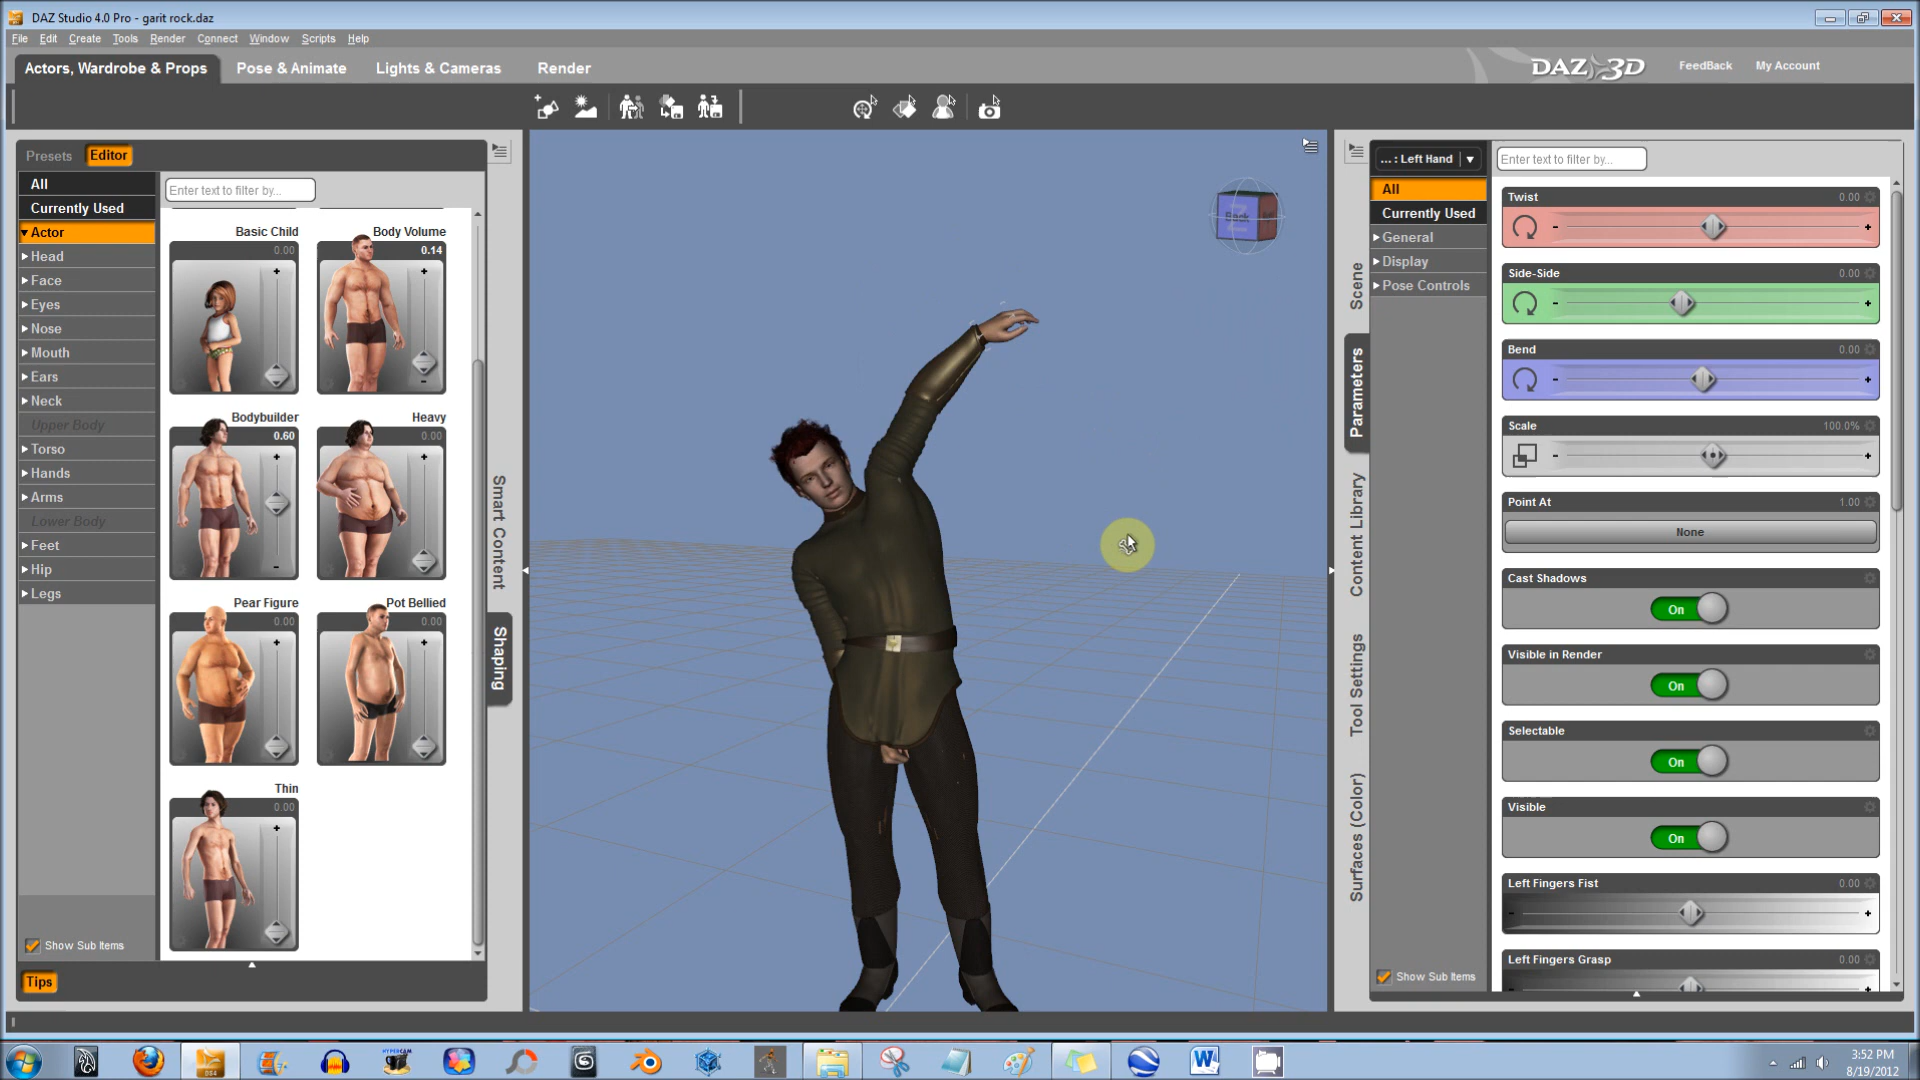 DAZ Studio 4.0 Pro - garit rock.daz
File Edit Create Tools Render Connect Window Scripts Help
Actors, Wardrobe & Props Pose & Animate Lights & Cameras Render
DAZ 3D FeedBack My Account
Presets Editor
All
Currently Used
Actor
Head
Face
Eyes
Nose
Mouth
Ears
Neck
Upper Body
Torso
Hands
Arms
Lower Body
Feet
Hip
Legs
Show Sub Items
Tips
Enter text to filter by...
Basic Child
0.00
Body Volume
0.14
Bodybuilder
0.60
Heavy
0.00
Pear Figure
0.00
Pot Bellied
0.00
Thin
0.00
Smart Content
Shaping
Back
Scene
Parameters
Content Library
Tool Settings
Surfaces (Color)
... : Left Hand
All
Currently Used
General
Display
Pose Controls
Show Sub Items
Enter text to filter by...
Twist 0.00
Side-Side 0.00
Bend 0.00
Scale 100.0%
Point At 1.00
None
Cast Shadows
On
Visible in Render
On
Selectable
On
Visible
On
Left Fingers Fist 0.00
Left Fingers Grasp 0.00
DS4
HYPERCAM
3:52 PM
8/19/2012